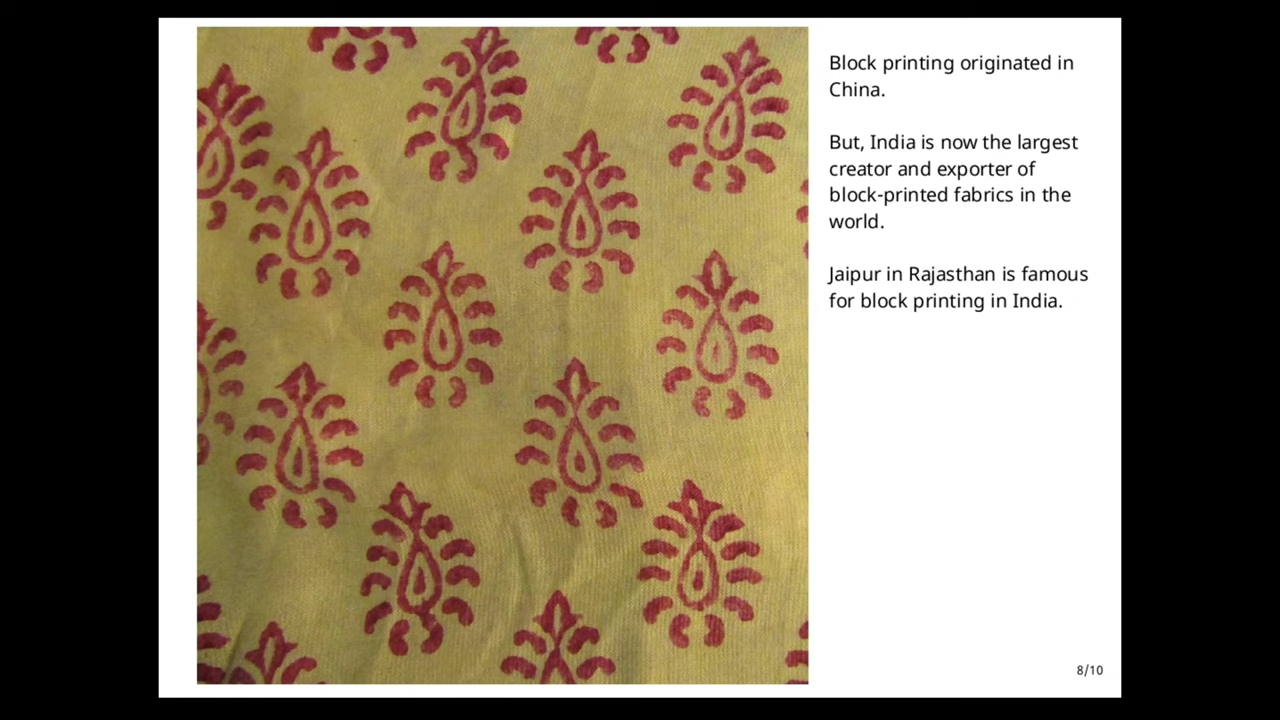 Block printing originated in
China.
But, India is now the largest
creator and exporter of
block-printed fabrics in the
world.
Jaipur in Rajasthan is famous
for block printing in India.
8/10